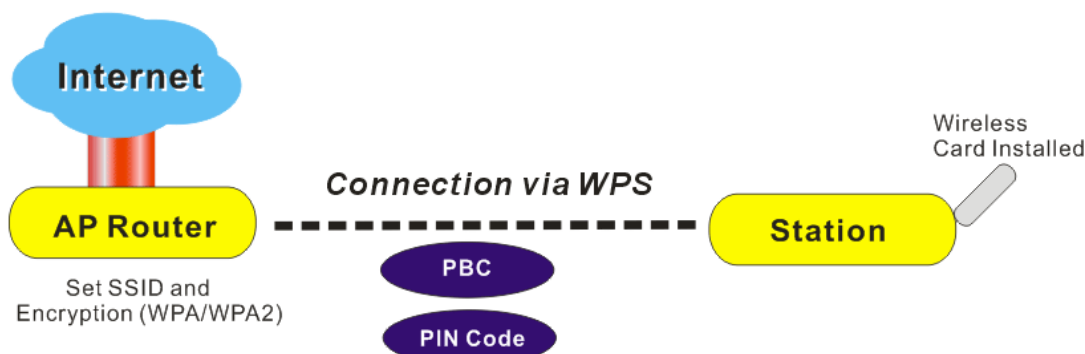 Internet
Wireless
Card Installed
Connection via WPS
AP Router
Station
PBC
Set SSID and
Encryption (WPA/WPA2)
PIN Code